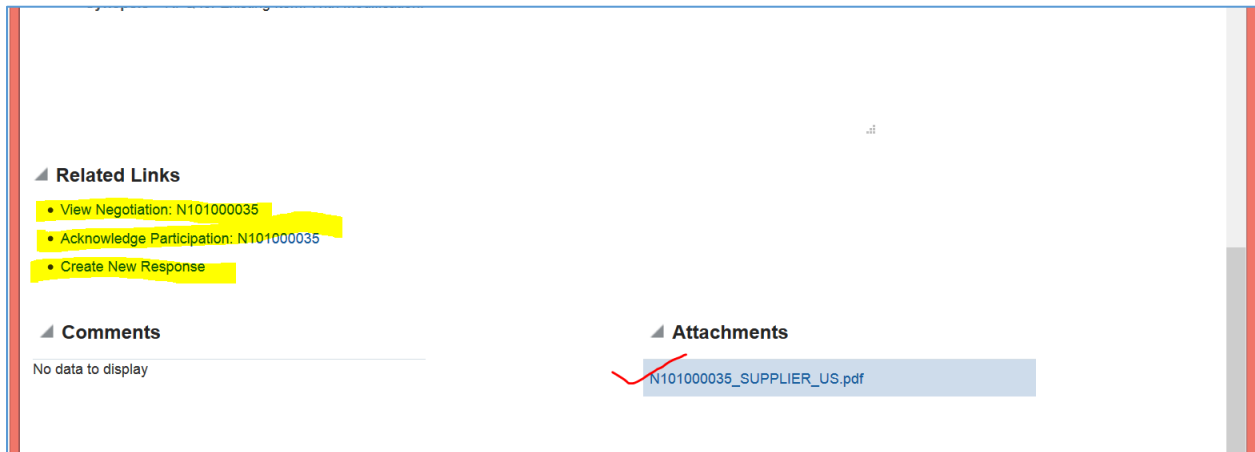 Related Links
View Negotiation: N101000035
Acknowledge Participation: N101000035
Create New Response
Comments
Attachments
No data to display
N101000035_SUPPLIER_US.pdf